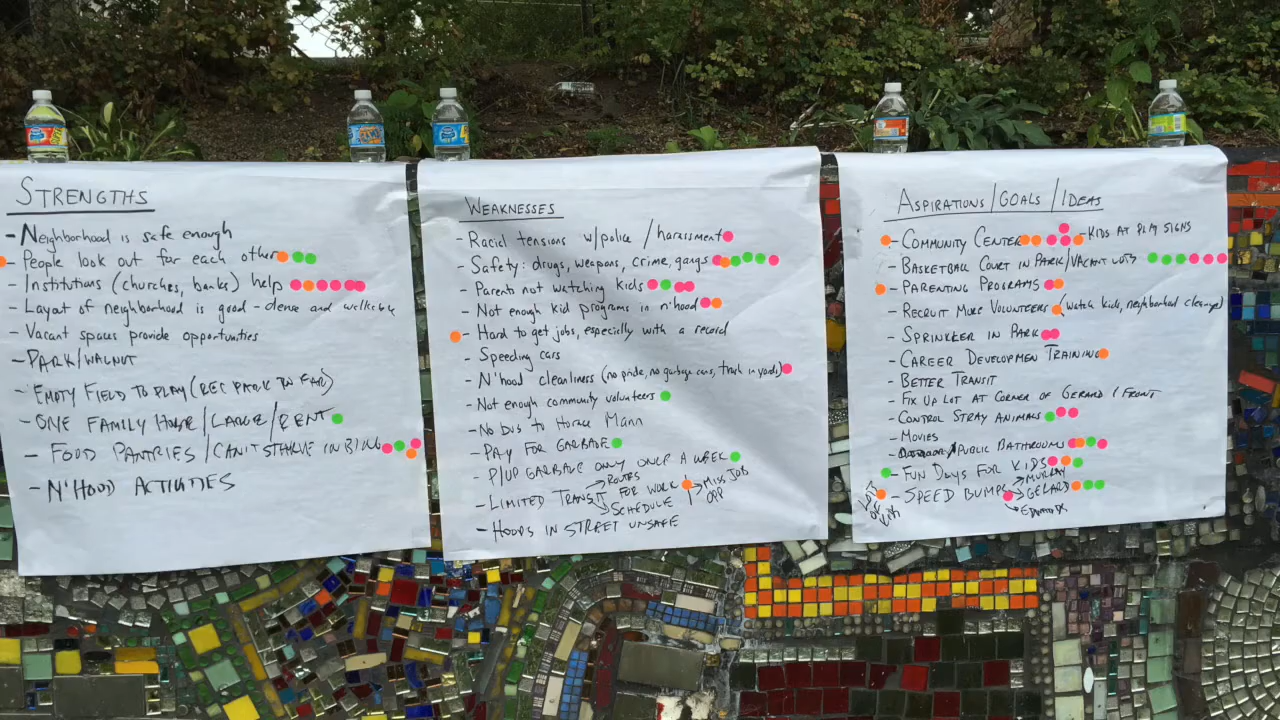 STRENGTHS
- Neighborhood is safe enough
- People look out for each other
- Institutions (churches, banks) help
- Layout of neighborhood is good - dense and walkable
- Vacant spaces provide opportunities
- PARK/WALNUT
- EMPTY FIELD TO PLAY (REC PARK TO FAR)
- ONE FAMILY HOUSE/LARGE/RENT
- FOOD PANTRIES/CAN'T STARVE IN BING
- N'HOOD ACTIVITIES
WEAKNESSES
- Racial tensions w/police / harassment
- Safety: drugs, weapons, crime, gangs
- Parents not watching kids
- Not enough kid programs in n'hood
- Hard to get jobs, especially with a record
- Speeding cars
- N'hood cleanliness (no pride, no garbage cans, trash in yards)
- Not enough community volunteers
- No bus to Horace Mann
- PAY FOR GARBAGE
- P/UP GARBAGE ONLY ONCE A WEEK
- LIMITED TRANSIT FOR WORK → MISS JOB OPP
→ ROUTES
→ SCHEDULE
- HOOPS IN STREET UNSAFE
ASPIRATIONS/GOALS/IDEAS
- COMMUNITY CENTER - KIDS AT PLAY SIGNS
- BASKETBALL COURT IN PARK/VACANT LOTS
- PARENTING PROGRAMS
- RECRUIT MORE VOLUNTEERS (watch kids, neighborhood cleanup)
- SPRINKLER IN PARK
- CAREER DEVELOPMEN TRAINING
- BETTER TRANSIT
- FIX UP LOT AT CORNER OF GERARD / FRONT
- CONTROL STRAY ANIMALS
- MOVIES
- PUBLIC BATHROOM
- FUN DAYS FOR KIDS
- SPEED BUMPS → MURRAY
→ GERARD
→
LOT OF